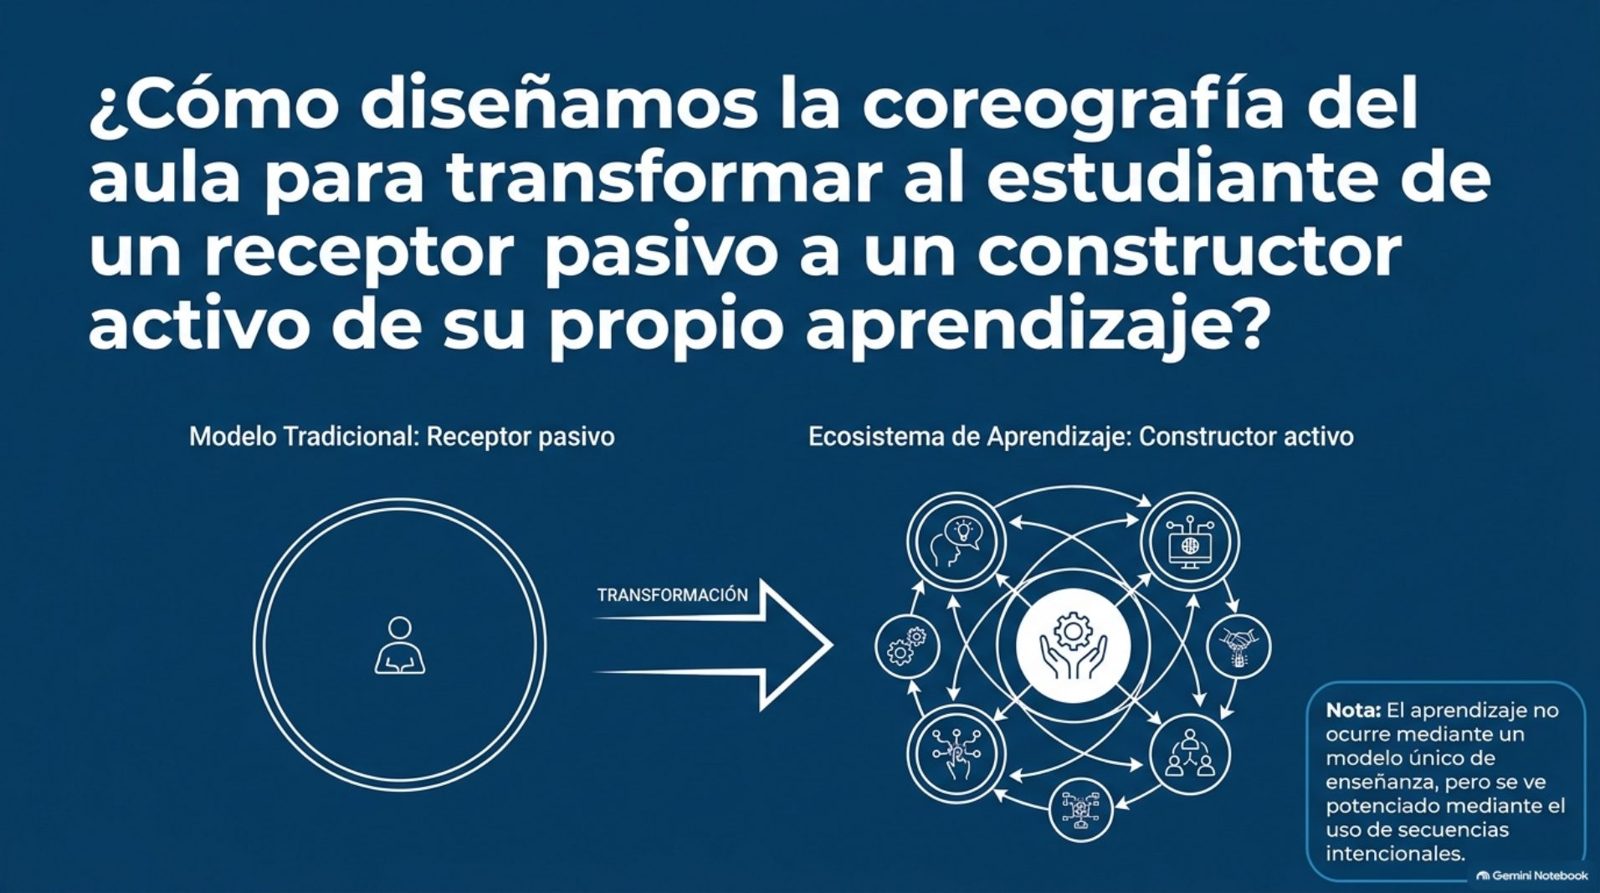 ¿Cómo diseñamos la coreografía del
aula para transformar al estudiante de
un receptor pasivo a un constructor
activo de su propio aprendizaje?
Modelo Tradicional: Receptor pasivo
Ecosistema de Aprendizaje: Constructor activo
TRANSFORMACIÓN
Nota: El aprendizaje no
ocurre mediante un
modelo único de
enseñanza, pero se ve
potenciado mediante el
uso de secuencias
intencionales.
Gemini Notebook